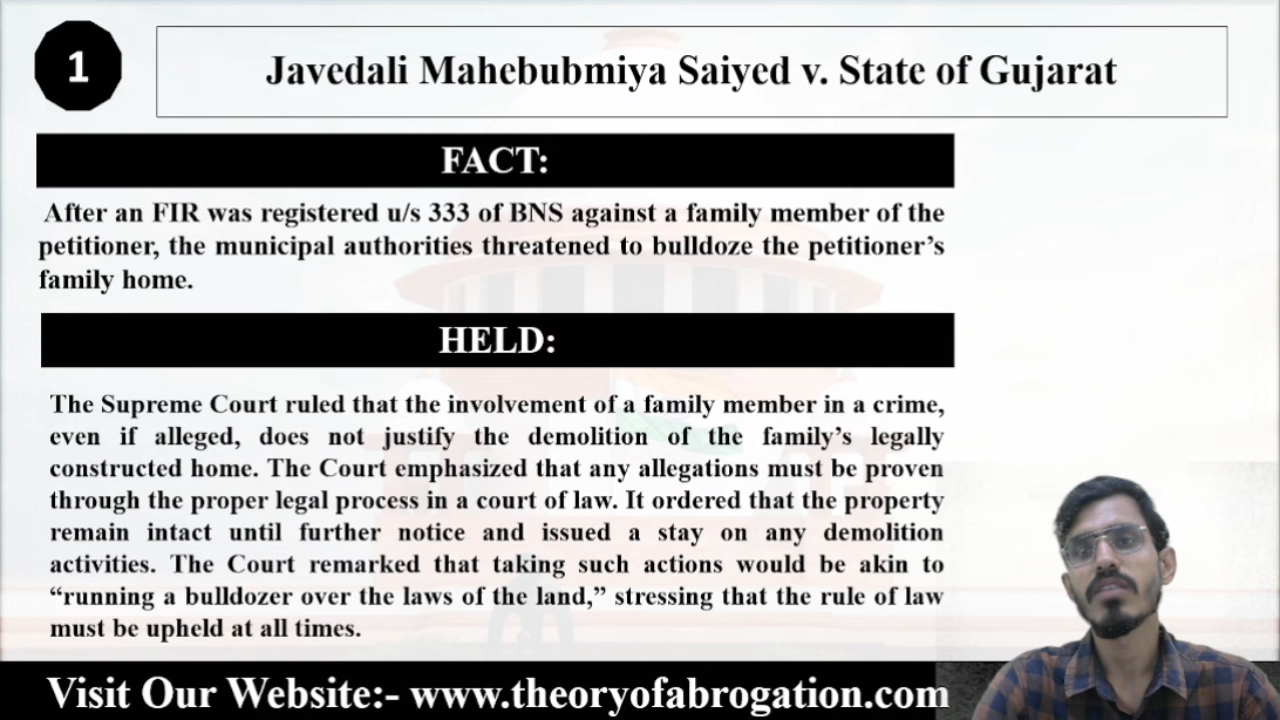 1
Javedali Mahebubmiya Saiyed v. State of Gujarat
FACT:
After an FIR was registered u/s 333 of BNS against a family member of the
petitioner, the municipal authorities threatened to bulldoze the petitioner’s
family home.
HELD:
The Supreme Court ruled that the involvement of a family member in a crime,
even if alleged, does not justify the demolition of the family’s legally
constructed home. The Court emphasized that any allegations must be proven
through the proper legal process in a court of law. It ordered that the property
remain intact until further notice and issued a stay on any demolition
activities. The Court remarked that taking such actions would be akin to
“running a bulldozer over the laws of the land,” stressing that the rule of law
must be upheld at all times.
Visit Our Website:- www.theoryofabrogation.com